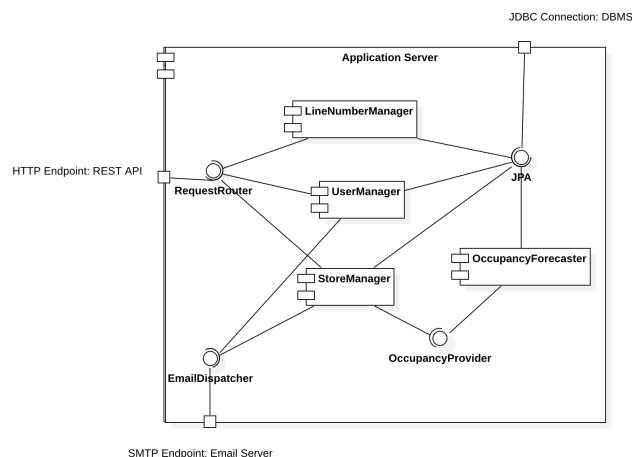 JDBC Connection: DBMS
Application Server
LineNumberManager
HTTP Endpoint: REST API
RequestRouter
JPA
UserManager
OccupancyForecaster
StoreManager
OccupancyProvider
EmailDispatcher
SMTP Endpoint: Email Server